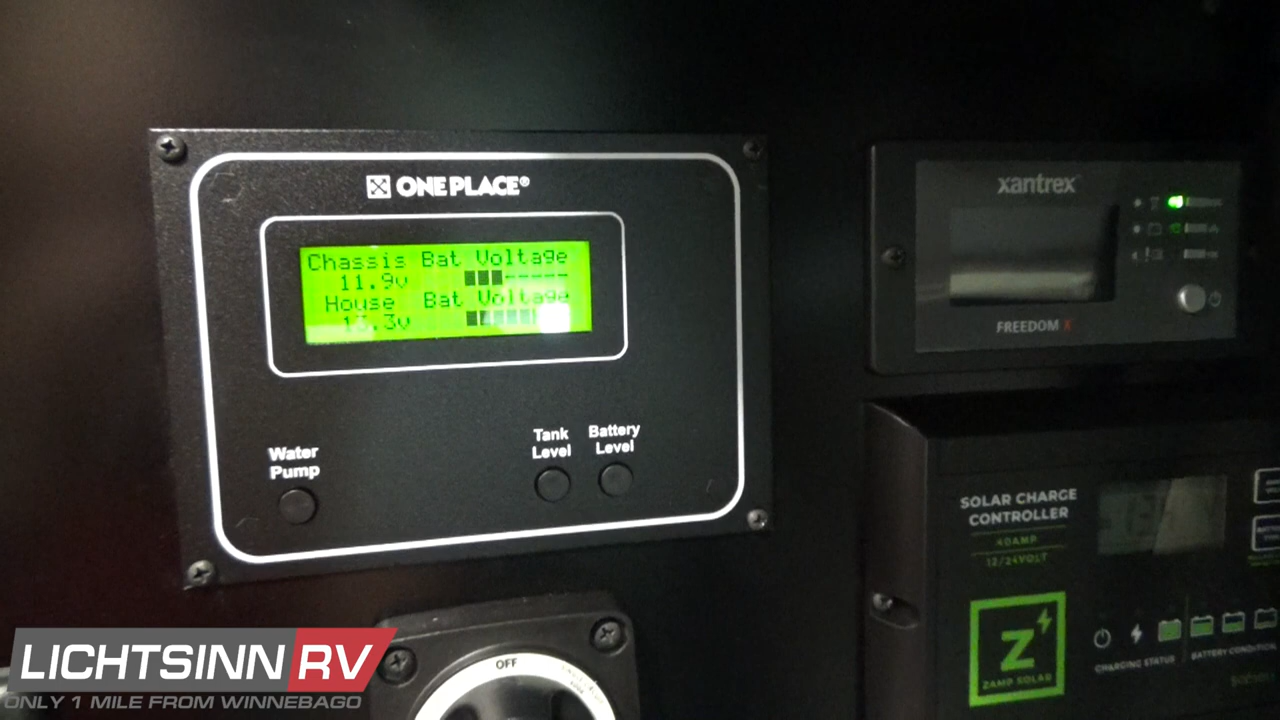 ONE PLACE®
Chassis Bat Voltage
11.9v
House Bat Voltage
13.3v
Water
Pump
Tank
Level
Battery
Level
xantrex
FREEDOM X
SOLAR CHARGE
CONTROLLER
40AMP
12/24VOLT
Z
ZAMP SOLAR
CHARGING STATUS
BATTERY CONDITION
OFF
LICHTSINN RV
ONLY 1 MILE FROM WINNEBAGO